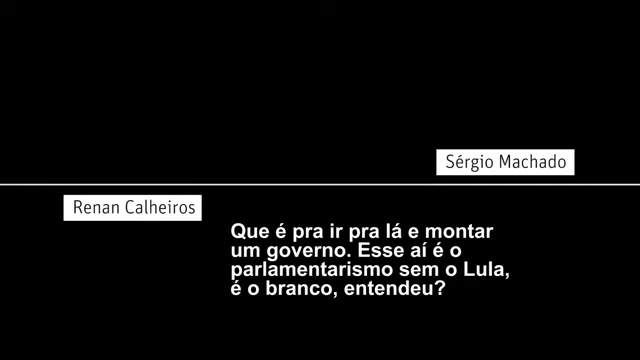 Sérgio Machado
Renan Calheiros
Que é pra ir pra lá e montar
um governo. Esse aí é o
parlamentarismo sem o Lula,
é o branco, entendeu?